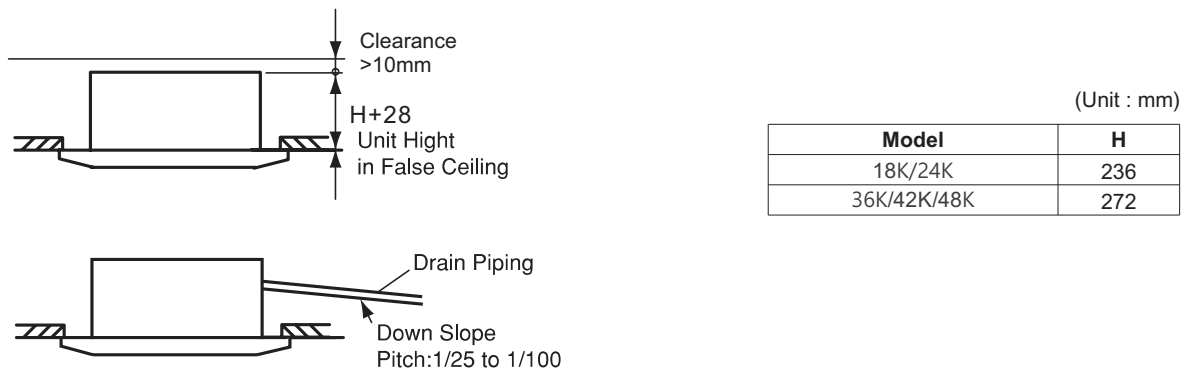 Clearance
>10mm
H+28
Unit Hight
in False Ceiling
(Unit : mm)
Model H
18K/24K 236
36K/42K/48K 272
Drain Piping
Down Slope
Pitch:1/25 to 1/100